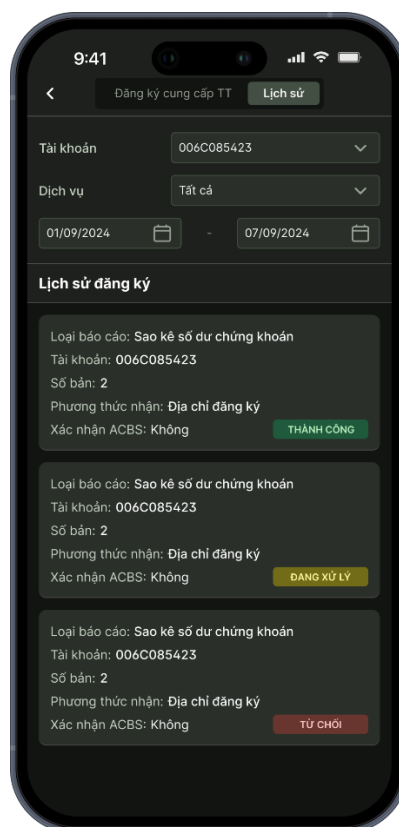 9:41
Đăng ký cung cấp TT Lịch sử
Tài khoản 006C085423
Dịch vụ Tất cả
01/09/2024 - 07/09/2024
Lịch sử đăng ký
Loại báo cáo: Sao kê số dư chứng khoán
Tài khoản: 006C085423
Số bản: 2
Phương thức nhận: Địa chỉ đăng ký
Xác nhận ACBS: Không THÀNH CÔNG
Loại báo cáo: Sao kê số dư chứng khoán
Tài khoản: 006C085423
Số bản: 2
Phương thức nhận: Địa chỉ đăng ký
Xác nhận ACBS: Không ĐANG XỬ LÝ
Loại báo cáo: Sao kê số dư chứng khoán
Tài khoản: 006C085423
Số bản: 2
Phương thức nhận: Địa chỉ đăng ký
Xác nhận ACBS: Không TỪ CHỐI